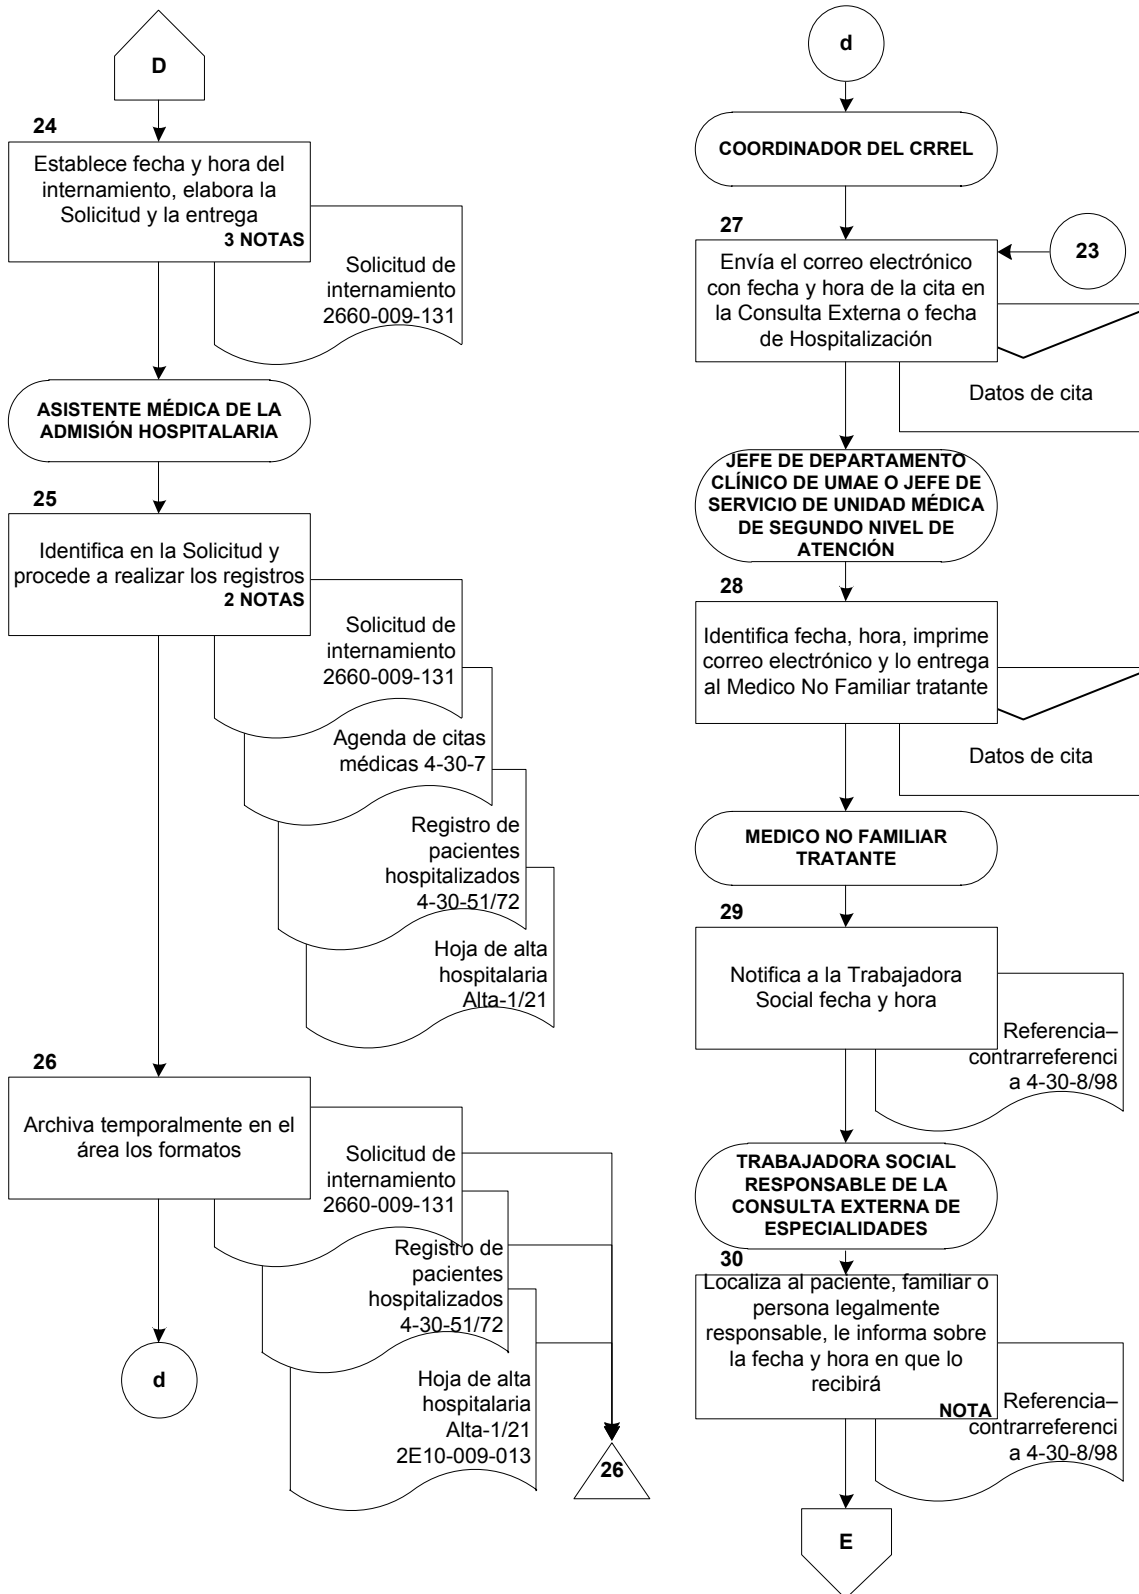 D
24
Establece fecha y hora del
internamiento, elabora la
Solicitud y la entrega
3 NOTAS
Solicitud de
internamiento
2660-009-131
ASISTENTE MÉDICA DE LA
ADMISIÓN HOSPITALARIA
25
Identifica en la Solicitud y
procede a realizar los registros
2 NOTAS
Solicitud de
internamiento
2660-009-131
Agenda de citas
médicas 4-30-7
Registro de
pacientes
hospitalizados
4-30-51/72
Hoja de alta
hospitalaria
Alta-1/21
26
Archiva temporalmente en el
área los formatos
Solicitud de
internamiento
2660-009-131
Registro de
pacientes
hospitalizados
4-30-51/72
Hoja de alta
hospitalaria
Alta-1/21
2E10-009-013
26
d
d
COORDINADOR DEL CRREL
27
23
Envía el correo electrónico
con fecha y hora de la cita en
la Consulta Externa o fecha
de Hospitalización
Datos de cita
JEFE DE DEPARTAMENTO
CLÍNICO DE UMAE O JEFE DE
SERVICIO DE UNIDAD MÉDICA
DE SEGUNDO NIVEL DE
ATENCIÓN
28
Identifica fecha, hora, imprime
correo electrónico y lo entrega
al Medico No Familiar tratante
Datos de cita
MEDICO NO FAMILIAR
TRATANTE
29
Notifica a la Trabajadora
Social fecha y hora
Referencia–
contrarreferenci
a 4-30-8/98
TRABAJADORA SOCIAL
RESPONSABLE DE LA
CONSULTA EXTERNA DE
ESPECIALIDADES
30
Localiza al paciente, familiar o
persona legalmente
responsable, le informa sobre
la fecha y hora en que lo
recibirá
NOTA
Referencia–
contrarreferenci
a 4-30-8/98
E